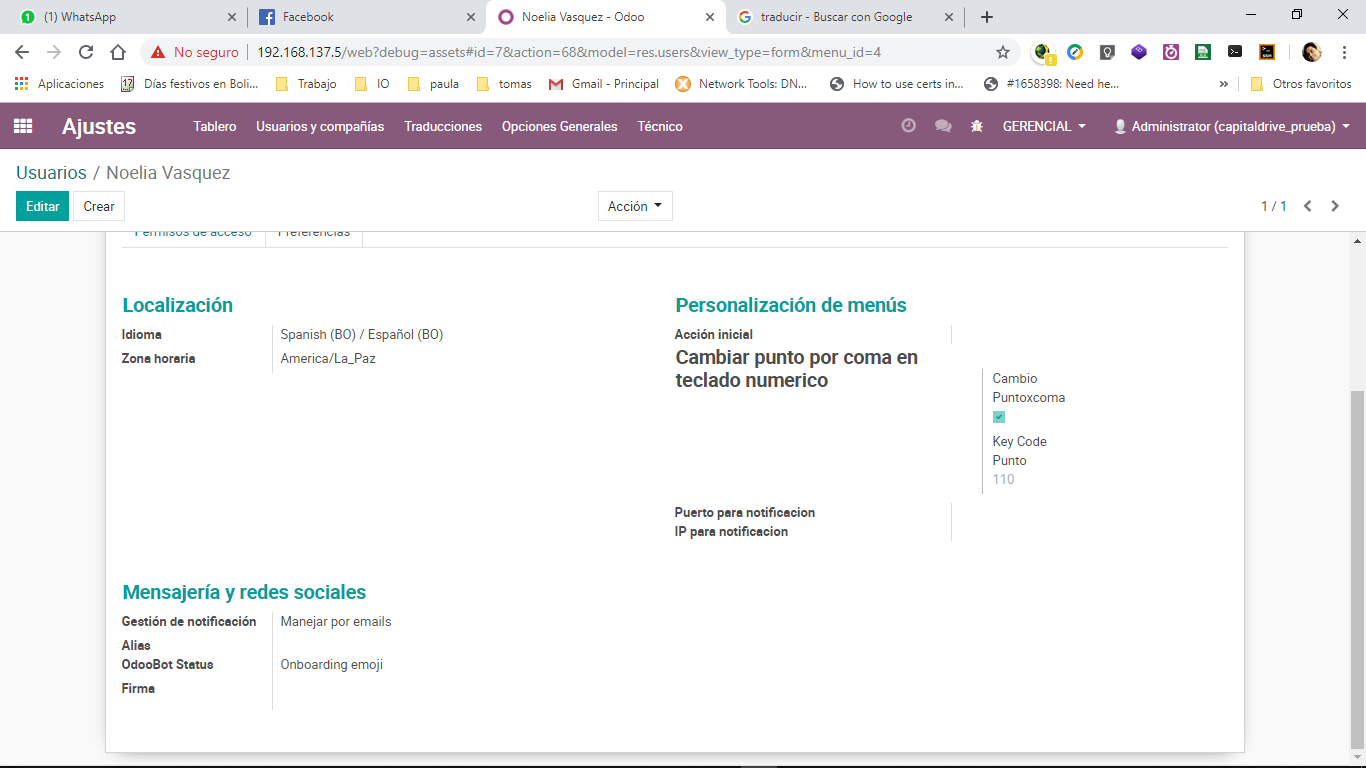 (1) WhatsApp
Facebook
Noelia Vasquez - Odoo
traducir - Buscar con Google
No seguro
192.168.137.5/web?debug=assets#id=7&action=68&model=res.users&view_type=form&menu_id=4
Aplicaciones
Días festivos en Boli...
Trabajo
IO
paula
tomas
Gmail - Principal
Network Tools: DN...
How to use certs in...
#1658398: Need he...
»
Otros favoritos
Ajustes
Tablero
Usuarios y compañías
Traducciones
Opciones Generales
Técnico
GERENCIAL
Administrator (capitaldrive_prueba)
Usuarios / Noelia Vasquez
Editar
Crear
Acción
1 / 1
Permisos de acceso
Preferencias
Localización
Idioma
Spanish (BO) / Español (BO)
Zona horaria
America/La_Paz
Personalización de menús
Acción inicial
Cambiar punto por coma en
teclado numerico
Cambio
Puntoxcoma
Key Code
Punto
110
Puerto para notificacion
IP para notificacion
Mensajería y redes sociales
Gestión de notificación
Manejar por emails
Alias
OdooBot Status
Onboarding emoji
Firma